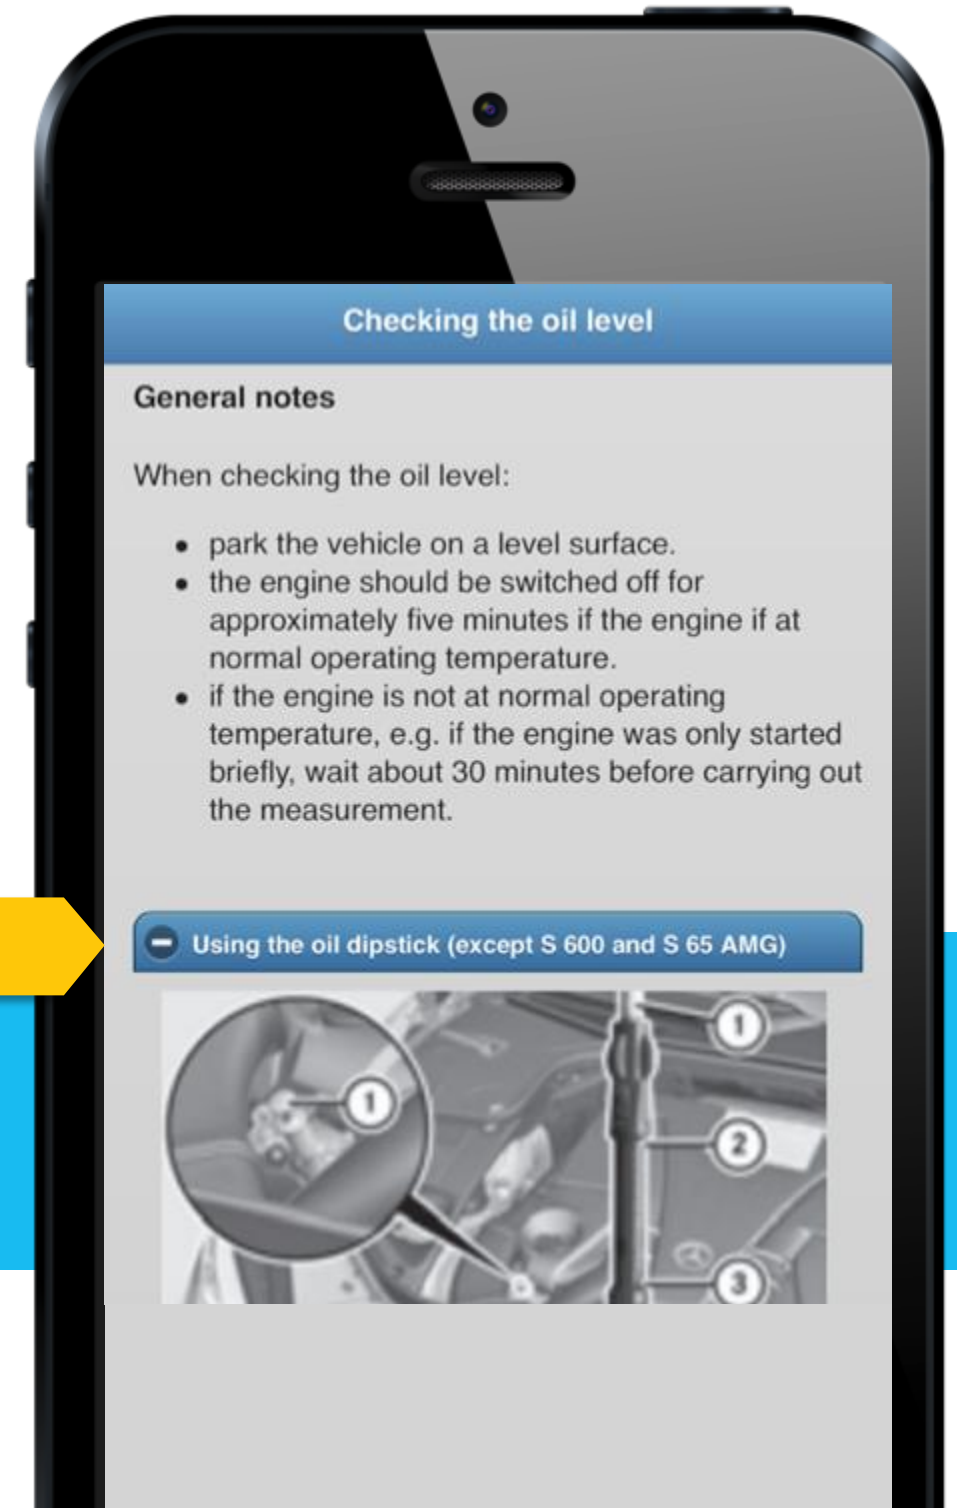 Checking the oil level
General notes
When checking the oil level:
• park the vehicle on a level surface.
• the engine should be switched off for
approximately five minutes if the engine if at
normal operating temperature.
• if the engine is not at normal operating
temperature, e.g. if the engine was only started
briefly, wait about 30 minutes before carrying out
the measurement.
Using the oil dipstick (except S 600 and S 65 AMG)
1
1
2
3